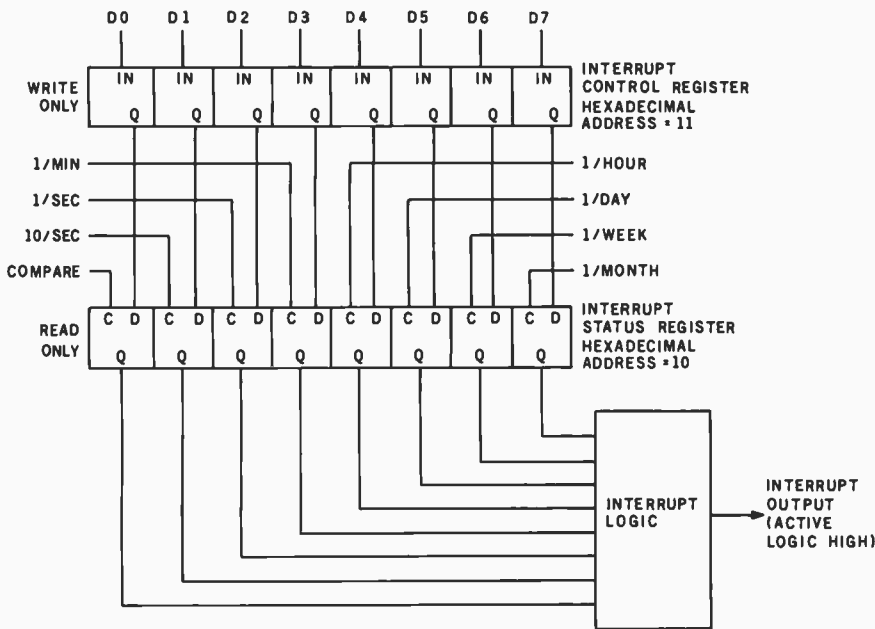 D0 D1 D2 D3 D4 D5 D6 D7
WRITE
ONLY
IN IN IN IN IN IN IN IN
Q Q Q Q Q Q Q Q
INTERRUPT
CONTROL REGISTER
HEXADECIMAL
ADDRESS = 11
1/MIN
1/HOUR
1/SEC
1/DAY
10/SEC
1/WEEK
COMPARE
1/MONTH
READ
ONLY
C D C D C D C D C D C D C D C D
Q Q Q Q Q Q Q Q
INTERRUPT
STATUS REGISTER
HEXADECIMAL
ADDRESS = 10
INTERRUPT
LOGIC
INTERRUPT
OUTPUT
(ACTIVE
LOGIC HIGH)